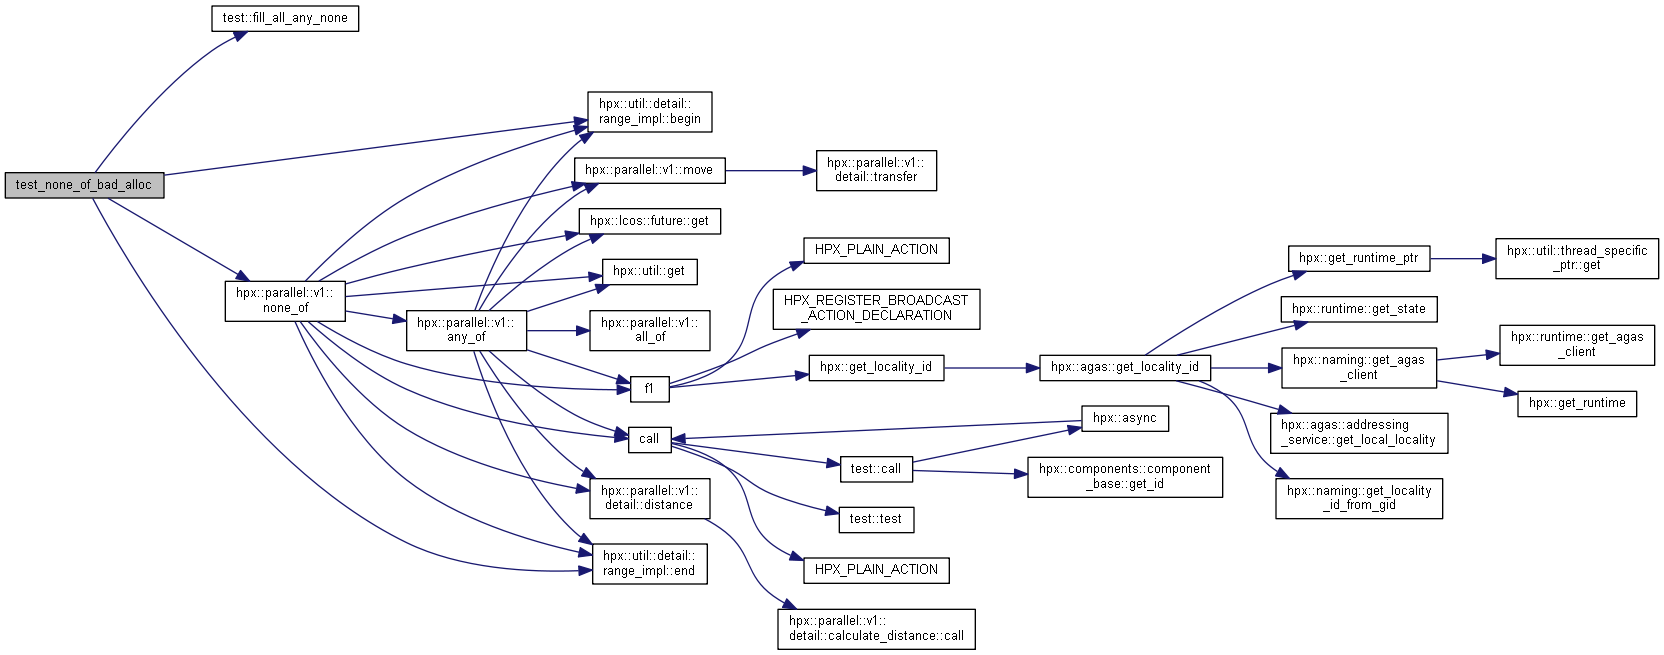 test::fill_all_any_none
hpx::util::detail::
range_impl::begin
hpx::parallel::v1::move
hpx::parallel::v1::
detail::transfer
test_none_of_bad_alloc
hpx::lcos::future::get
HPX_PLAIN_ACTION
hpx::get_runtime_ptr
hpx::util::thread_specific
_ptr::get
hpx::util::get
hpx::parallel::v1::
none_of
HPX_REGISTER_BROADCAST
_ACTION_DECLARATION
hpx::runtime::get_state
hpx::parallel::v1::
any_of
hpx::parallel::v1::
all_of
hpx::get_locality_id
hpx::agas::get_locality_id
hpx::naming::get_agas
_client
hpx::runtime::get_agas
_client
f1
hpx::get_runtime
hpx::async
hpx::agas::addressing
_service::get_local_locality
call
test::call
hpx::components::component
_base::get_id
hpx::parallel::v1::
detail::distance
hpx::naming::get_locality
_id_from_gid
test::test
hpx::util::detail::
range_impl::end
HPX_PLAIN_ACTION
hpx::parallel::v1::
detail::calculate_distance::call